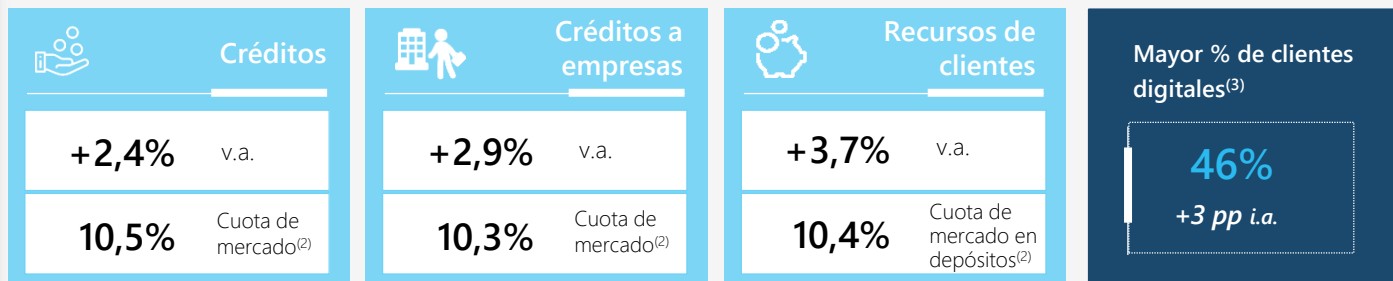 Créditos
+2,4% v.a.
10,5% Cuota de
mercado(2)
Créditos a
empresas
+2,9% v.a.
10,3% Cuota de
mercado(2)
Recursos de
clientes
+3,7% v.a.
10,4% Cuota de
mercado en
depósitos(2)
Mayor % de clientes
digitales(3)
46%
+3 pp i.a.